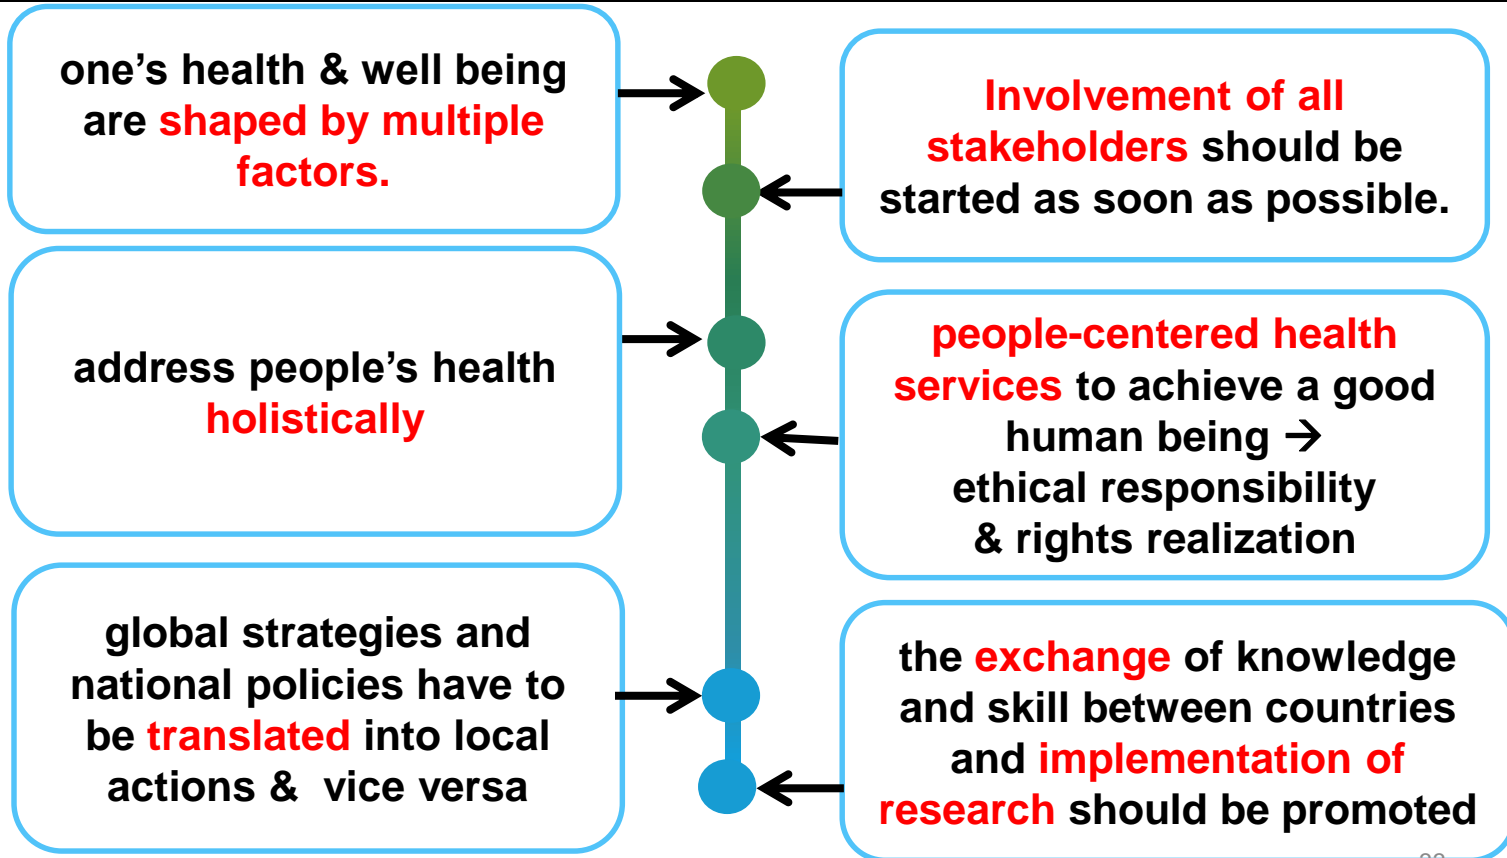 one’s health & well being
are shaped by multiple
factors.
Involvement of all
stakeholders should be
started as soon as possible.
address people’s health
holistically
people-centered health
services to achieve a good
human being →
ethical responsibility
& rights realization
global strategies and
national policies have to
be translated into local
actions & vice versa
the exchange of knowledge
and skill between countries
and implementation of
research should be promoted